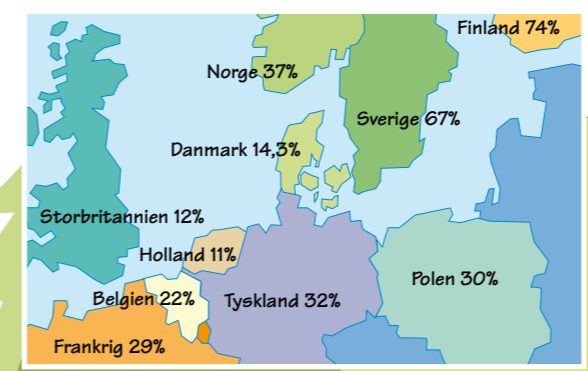 Finland 74%
Norge 37%
Sverige 67%
Danmark 14,3%
Storbritannien 12%
Holland 11%
Polen 30%
Belgien 22%
Tyskland 32%
Frankrig 29%